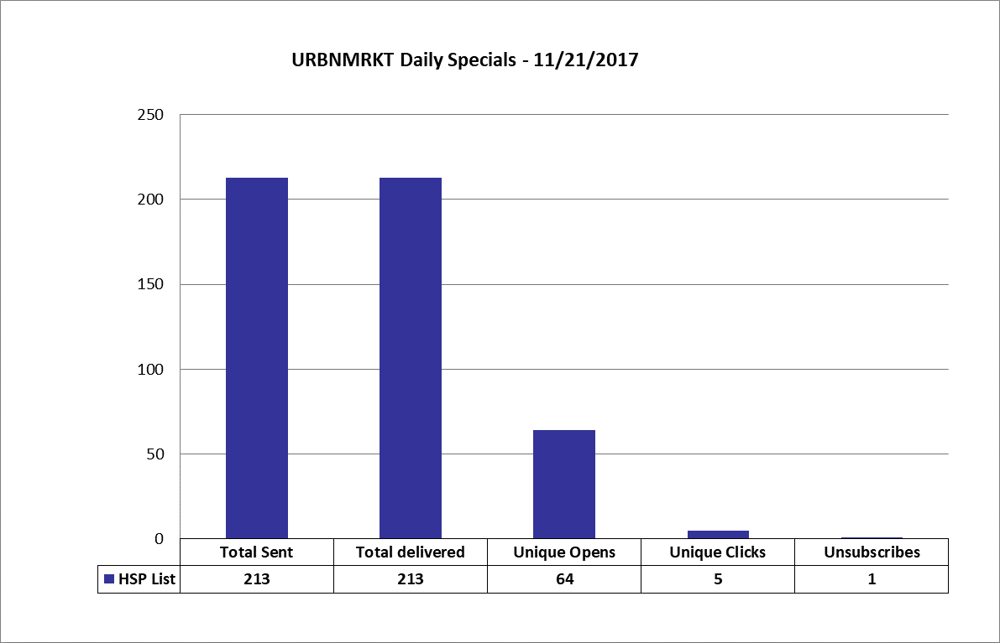 URBNMRKT Daily Specials - 11/21/2017
250
200
150
100
50
0
Total Sent Total delivered Unique Opens Unique Clicks Unsubscribes
HSP List 213 213 64 5 1